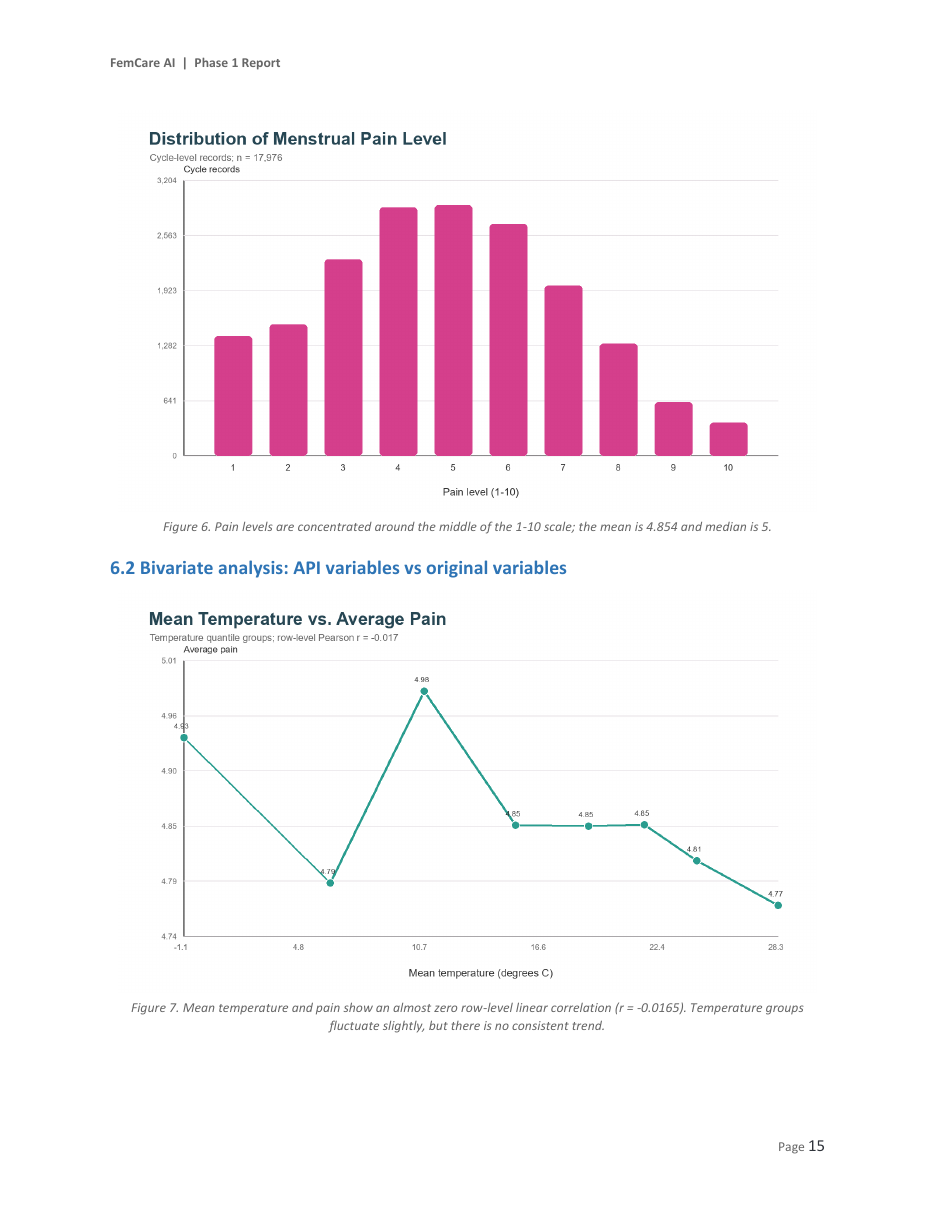 FemCare AI | Phase 1 Report
Distribution of Menstrual Pain Level
Cycle-level records; n = 17,976
Cycle records
3,204
2,563
1,923
1,282
641
0
1 2 3 4 5 6 7 8 9 10
Pain level (1-10)
Figure 6. Pain levels are concentrated around the middle of the 1-10 scale; the mean is 4.854 and median is 5.
6.2 Bivariate analysis: API variables vs original variables
Mean Temperature vs. Average Pain
Temperature quantile groups; row-level Pearson r = -0.017
Average pain
5.01
4.98
4.96
4.93
4.90
4.85 4.85 4.85
4.85
4.81
4.79
4.79
4.77
4.74
-1.1 4.8 10.7 16.6 22.4 28.3
Mean temperature (degrees C)
Figure 7. Mean temperature and pain show an almost zero row-level linear correlation (r = -0.0165). Temperature groups
fluctuate slightly, but there is no consistent trend.
Page 15